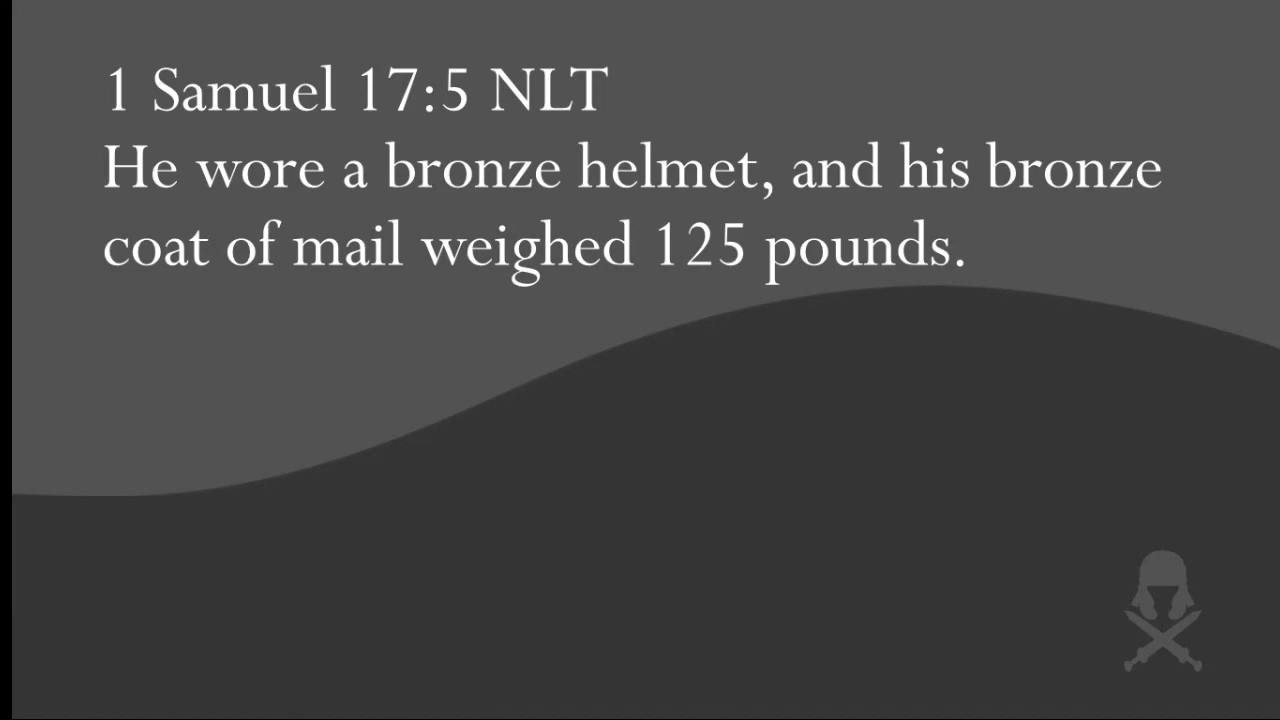 1 Samuel 17:5 NLT
He wore a bronze helmet, and his bronze
coat of mail weighed 125 pounds.